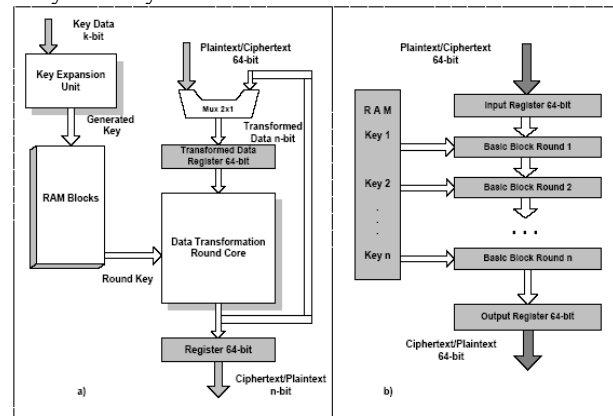 Key Data
k-bit
Key Expansion
Unit
Generated
Key
RAM Blocks
Round Key
Plaintext/Ciphertext
64-bit
Mux 2x1
Transformed
Data n-bit
Transformed Data
Register 64-bit
Data Transformation
Round Core
Register 64-bit
Ciphertext/Plaintext
n-bit
a)
Plaintext/Ciphertext
64-bit
R A M
Key 1
Key 2
.
.
.
Key n
Input Register 64-bit
Basic Block Round 1
Basic Block Round 2
. . .
Basic Block Round n
Output Register 64-bit
Ciphertext/Plaintext
64-bit
b)